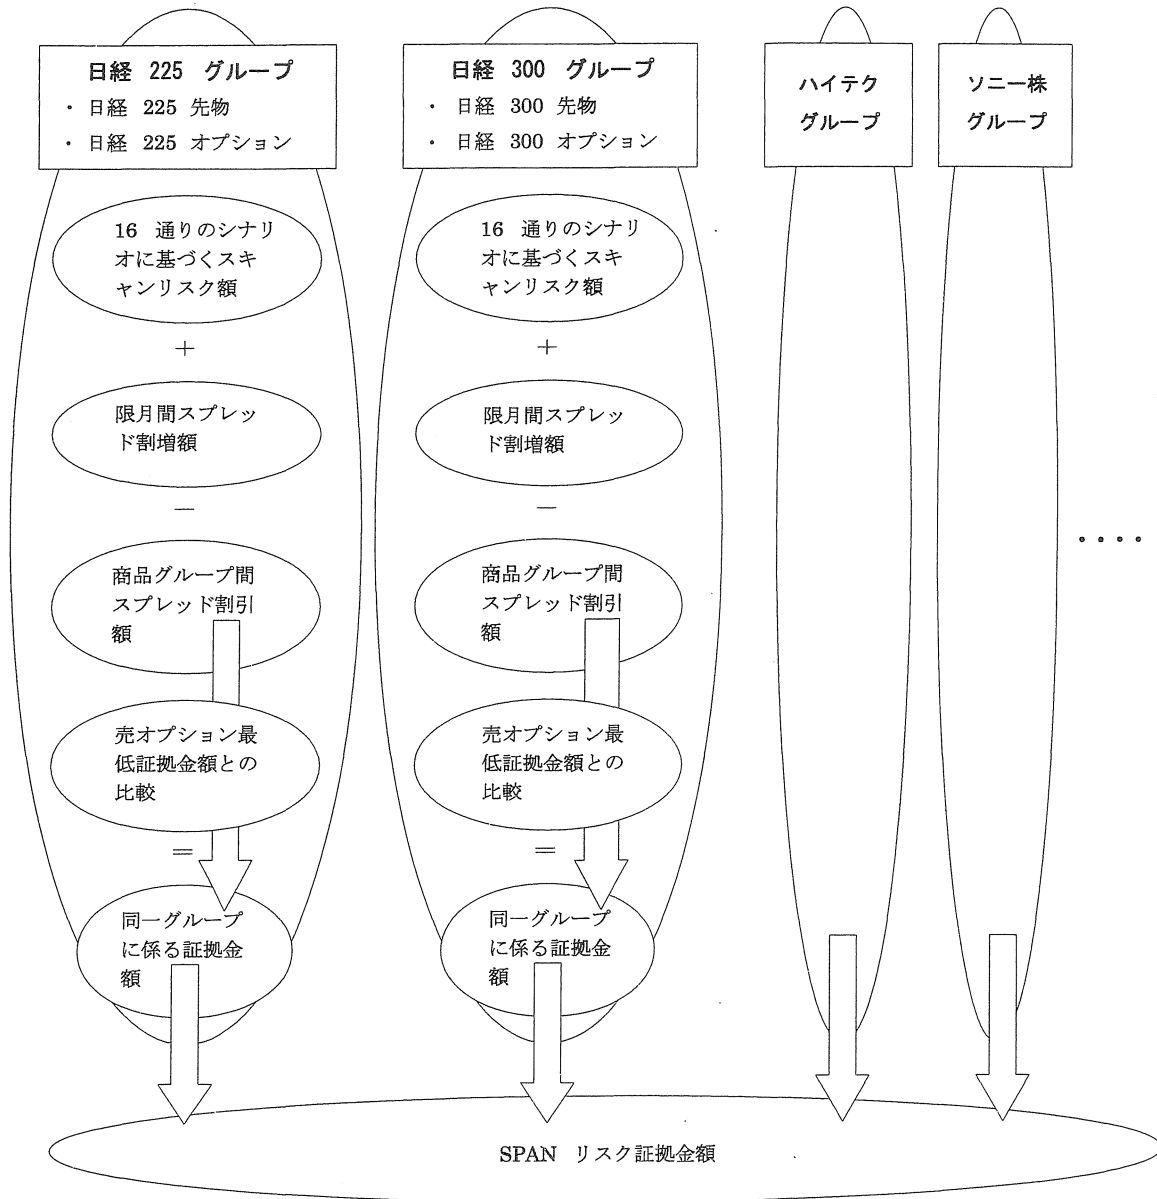 日経 225 グループ
・ 日経 225 先物
・ 日経 225 オプション
16 通りのシナリ
オに基づくスキ
ャンリスク額
＋
限月間スプレッ
ド割増額
－
商品グループ間
スプレッド割引
額
売オプション最
低証拠金額との
比較
＝
同一グループ
に係る証拠金
額
日経 300 グループ
・ 日経 300 先物
・ 日経 300 オプション
16 通りのシナリ
オに基づくスキ
ャンリスク額
＋
限月間スプレッ
ド割増額
－
商品グループ間
スプレッド割引
額
売オプション最
低証拠金額との
比較
＝
同一グループ
に係る証拠金
額
ハイテク
グループ
ソニー株
グループ
・・・・
SPAN リスク証拠金額